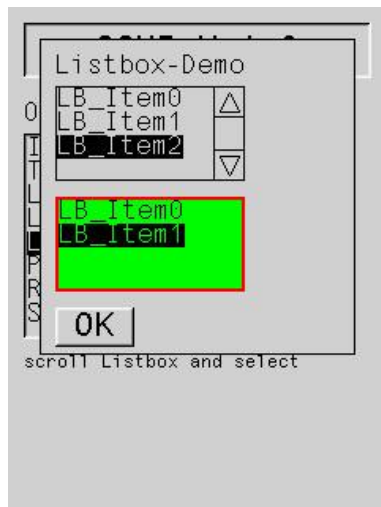 Listbox-Demo
LB_Item0
LB_Item1
LB_Item2
LB_Item0
LB_Item1
OK
scroll Listbox and select